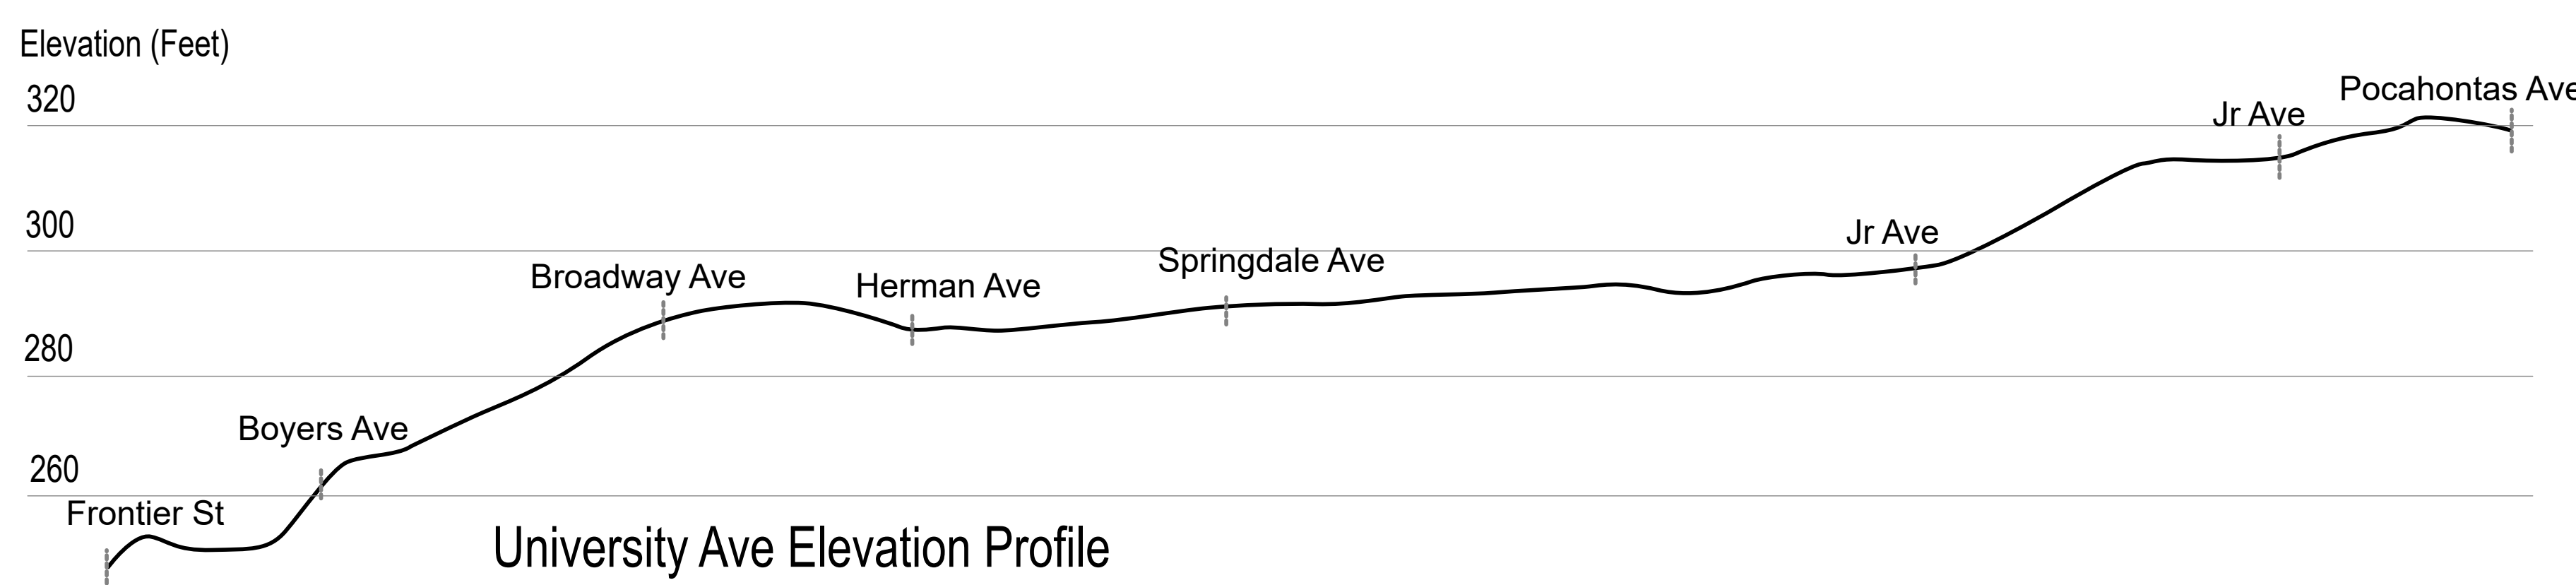 Elevation (Feet)
320
Pocahontas Ave
Jr Ave
300
Jr Ave
Springdale Ave
Broadway Ave
Herman Ave
280
Boyers Ave
260
Frontier St
University Ave Elevation Profile